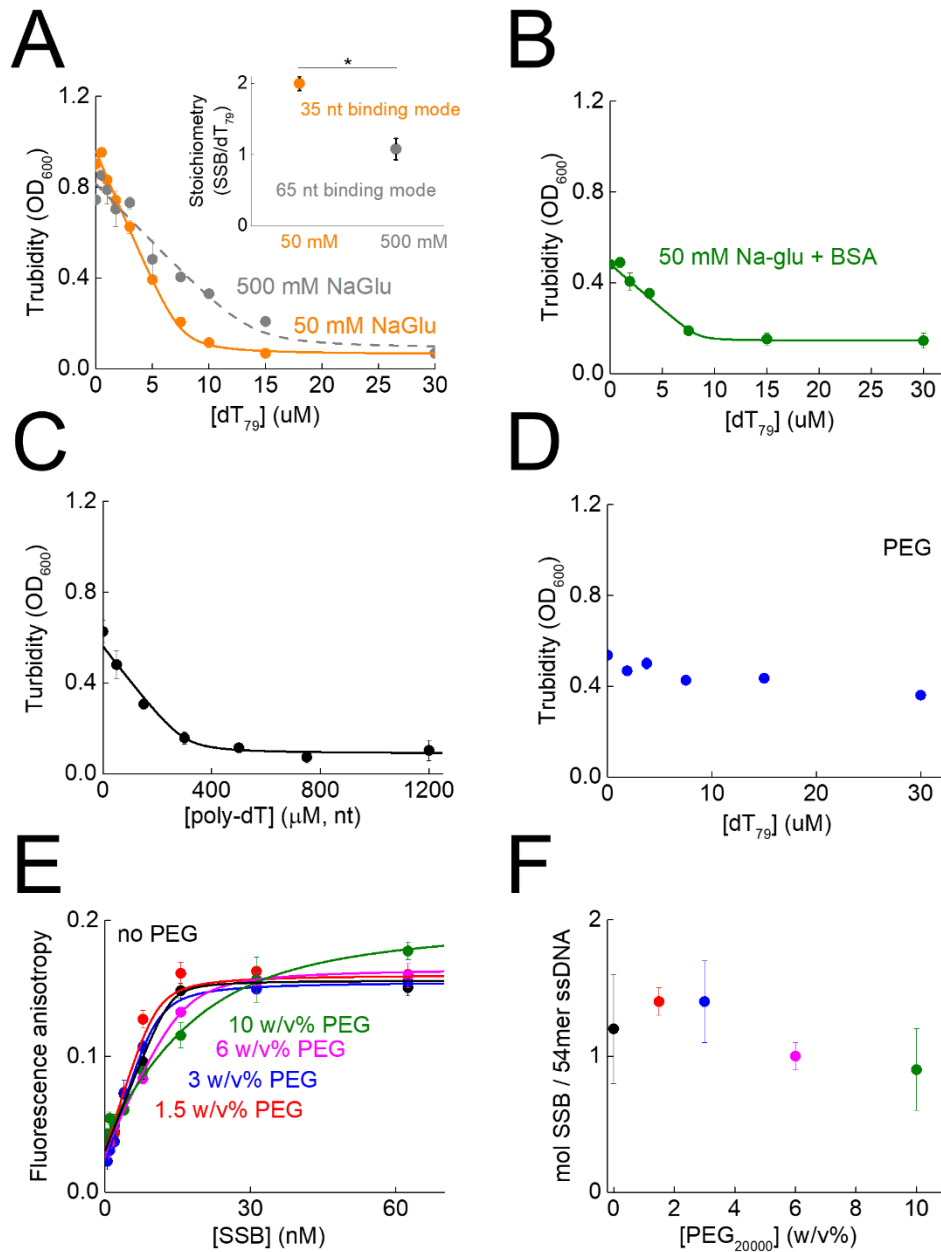 A
1.2
0.8
0.4
0.0
Trubidity (OD600)
0
5
10
15
20
25
30
[dT79] (uM)
500 mM NaGlu
50 mM NaGlu
Stoichiometry
(SSB/dT79)
2
1
0
*
35 nt binding mode
65 nt binding mode
50 mM
500 mM
B
1.2
0.8
0.4
0.0
Trubidity (OD600)
50 mM Na-glu + BSA
0
5
10
15
20
25
30
[dT79] (uM)
C
1.2
0.8
0.4
0.0
Turbidity (OD600)
0
400
800
1200
[poly-dT] (μM, nt)
D
1.2
0.8
0.4
0.0
Trubidity (OD600)
PEG
0
10
20
30
[dT79] (uM)
E
0.2
0.1
0.0
Fluorescence anisotropy
no PEG
10 w/v% PEG
6 w/v% PEG
3 w/v% PEG
1.5 w/v% PEG
0
30
60
[SSB] (nM)
F
2
1
0
mol SSB / 54mer ssDNA
0
2
4
6
8
10
[PEG20000] (w/v%)